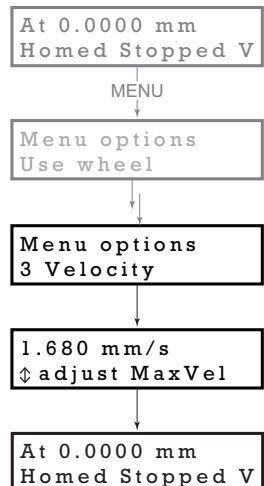 At 0.0000 mm
Homed Stopped V
MENU
Menu options
Use wheel
Menu options
3 Velocity
1.680 mm/s
⇕ adjust MaxVel
At 0.0000 mm
Homed Stopped V